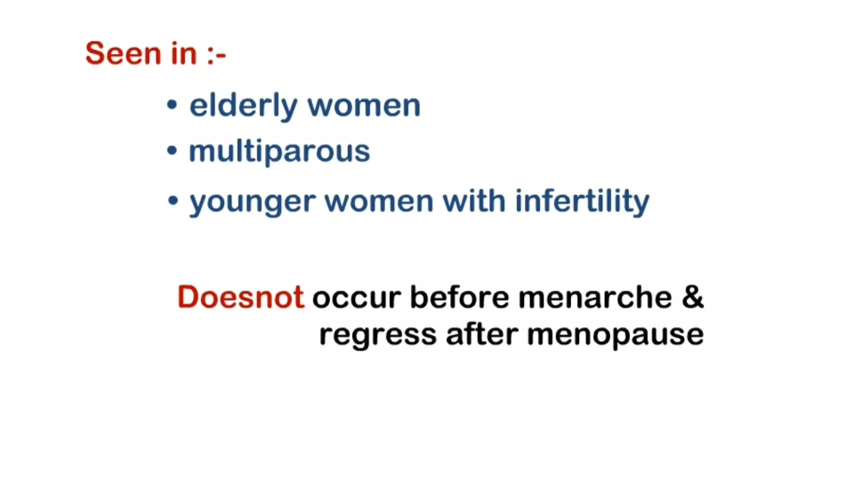 Seen in :-
• elderly women
• multiparous
• younger women with infertility
Doesnot occur before menarche &
regress after menopause